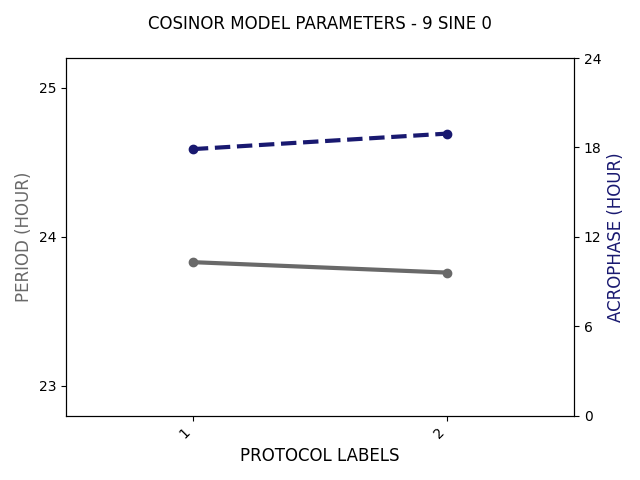 COSINOR MODEL PARAMETERS - 9 SINE 0
25
24
23
PERIOD (HOUR)
24
18
12
6
0
ACROPHASE (HOUR)
1
2
PROTOCOL LABELS